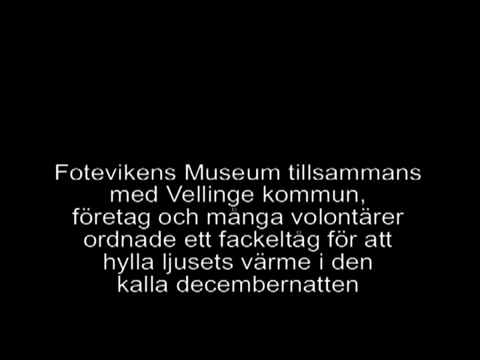 Fotevikens Museum tillsammans
med Vellinge kommun,
företag och många volontärer
ordnade ett fackeltåg för att
hylla ljusets värme i den
kalla decembernatten